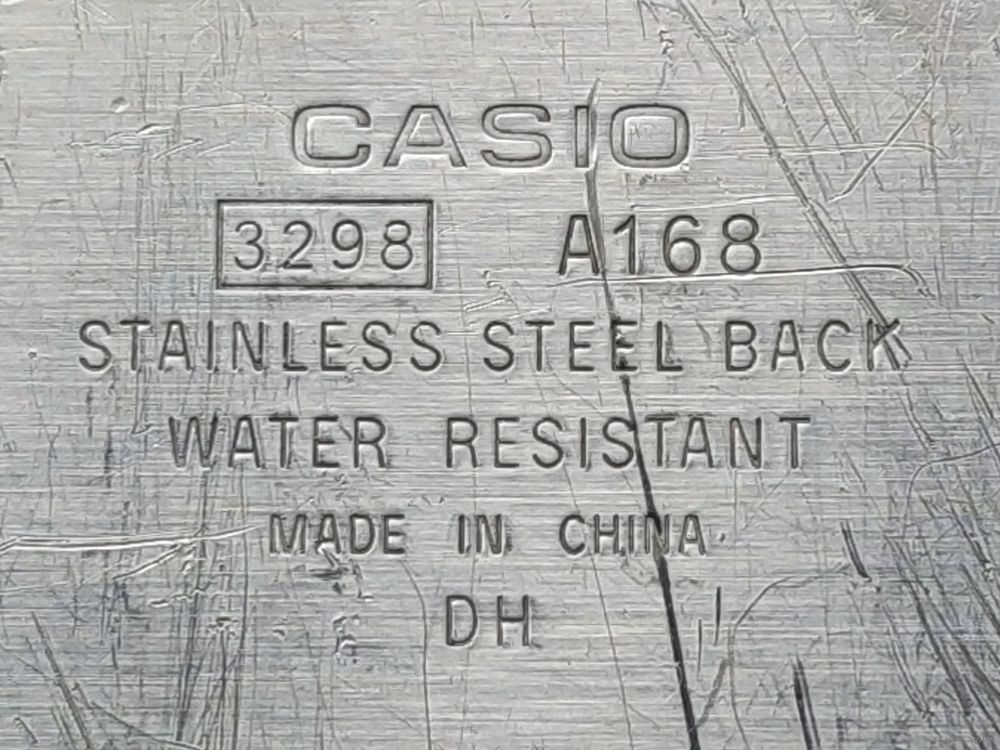 CASIO
3298 A168
STAINLESS STEEL BACK
WATER RESISTANT
MADE IN CHINA
DH